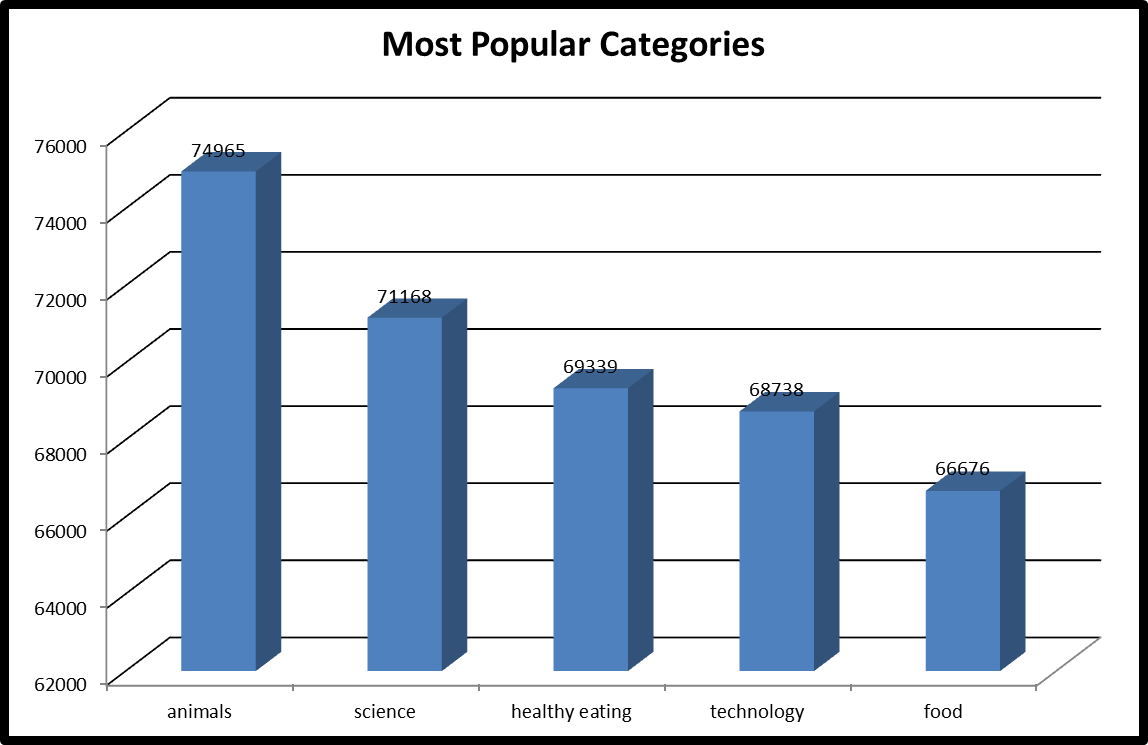 Most Popular Categories
76000
74000
72000
70000
68000
66000
64000
62000
74965
71168
69339
68738
66676
animals
science
healthy eating
technology
food